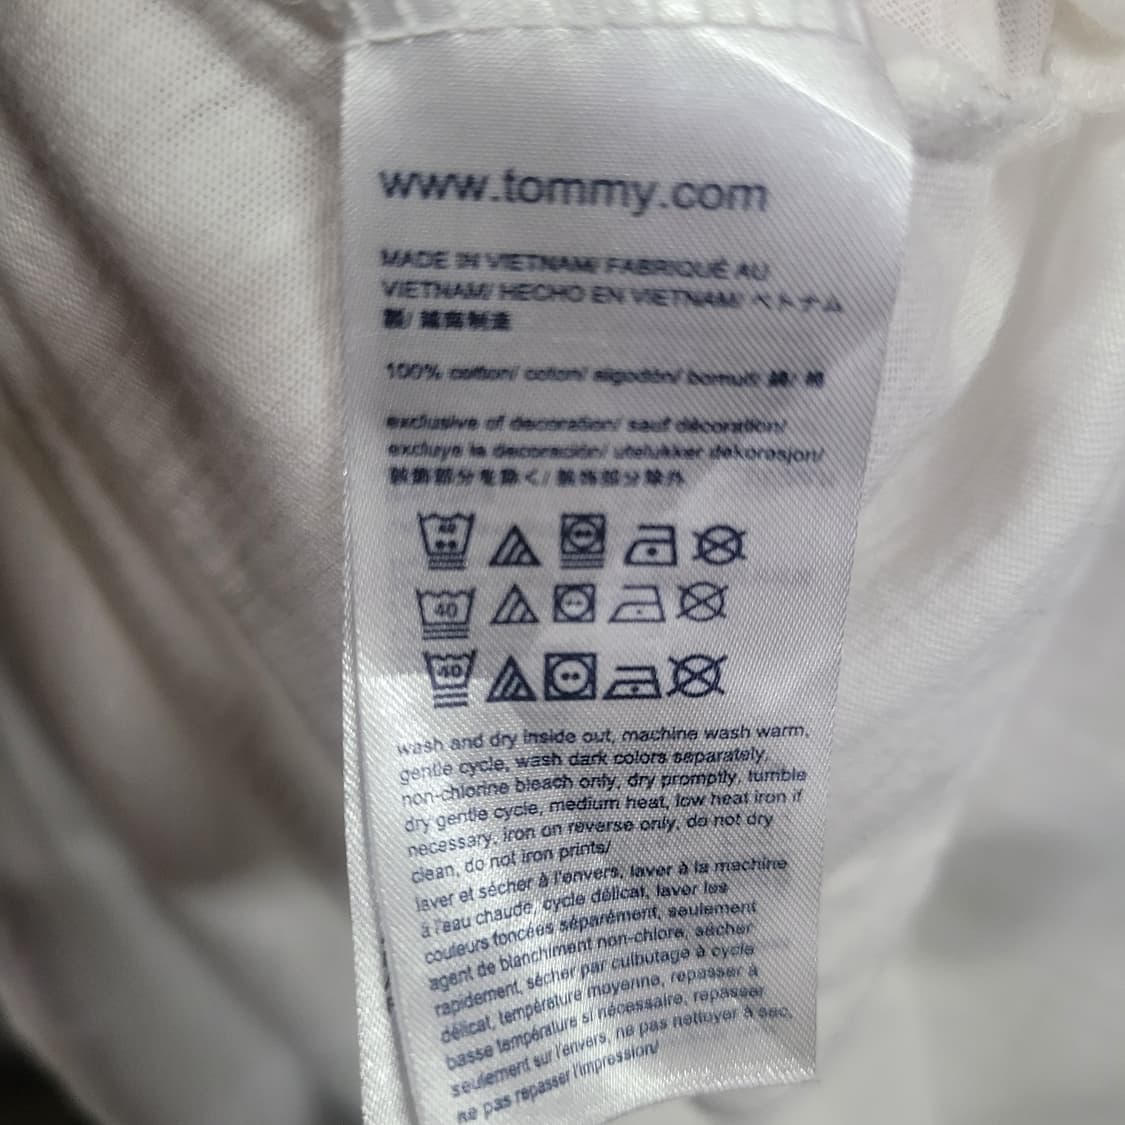 www.tommy.com
MADE IN VIETNAM/ FABRIQUÉ AU
VIETNAM/ HECHO EN VIETNAM/ ベトナム
製/ 越南制造
100% cotton/ coton/ algodón/ bomuld/ 綿/ 棉
exclusive of decoration/ sauf décoration/
excluye la decoración/ utelukker dekorasjon/
装飾部分を除く/ 装饰部分除外
40
40
40
wash and dry inside out, machine wash warm,
gentle cycle, wash dark colors separately,
non-chlorine bleach only, dry promptly, tumble
dry gentle cycle, medium heat, low heat iron if
necessary, iron on reverse only, do not dry
clean, do not iron prints/
laver et sécher à l'envers, laver à la machine
à l'eau chaude, cycle délicat, laver les
couleurs foncées séparément, seulement
agent de blanchiment non-chlore, sécher
rapidement, sécher par culbutage à cycle
délicat, température moyenne, repasser à
basse température si nécessaire, repasser
seulement sur l'envers, ne pas nettoyer à sec,
ne pas repasser l'impression/